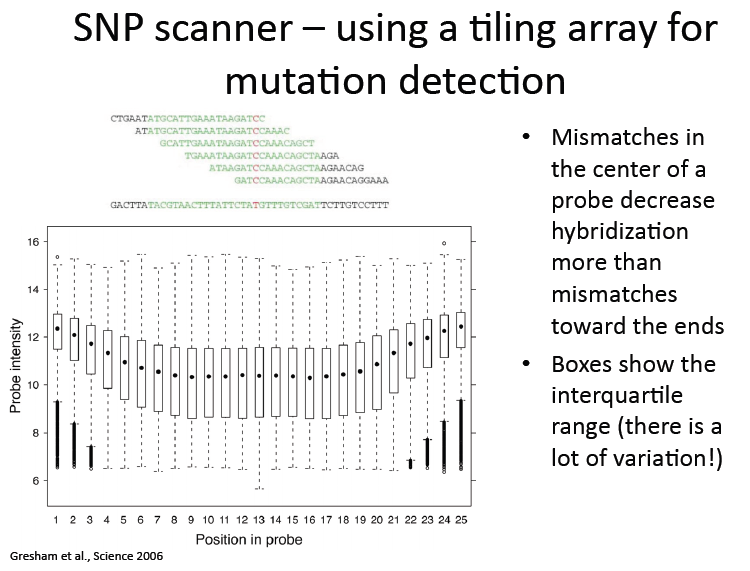 SNP scanner – using a tiling array for
mutation detection
CTGAATATGCATTGAAATAAGATCC
ATATGCATTGAAATAAGATCCAAAC
GCATTGAAATAAGATCCAAACAGCT
TGAAATAAGATCCAAACAGCTAAGA
ATAAGATCCAAACAGCTAAGAACAG
GATCCAAACAGCTAAGAACAGGAAA
GACTTATACGTAACTTTATTCTATGTTTGTCGATTCTTGTCCTTT
• Mismatches in
the center of a
probe decrease
hybridization
more than
mismatches
toward the ends
• Boxes show the
interquartile
range (there is a
lot of variation!)
Probe intensity
16
14
12
10
8
6
1 2 3 4 5 6 7 8 9 10 11 12 13 14 15 16 17 18 19 20 21 22 23 24 25
Position in probe
Gresham et al., Science 2006